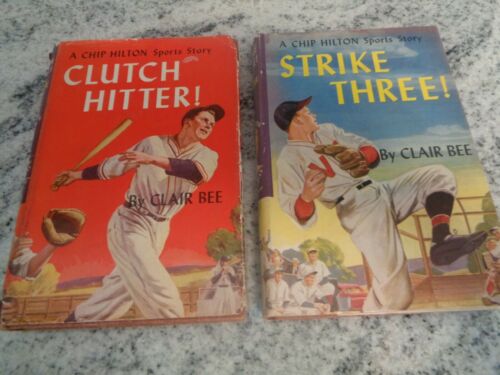 A CHIP HILTON Sports Story
CLUTCH
HITTER!
By CLAIR BEE
A CHIP HILTON Sports Story
STRIKE
THREE!
By CLAIR BEE
V